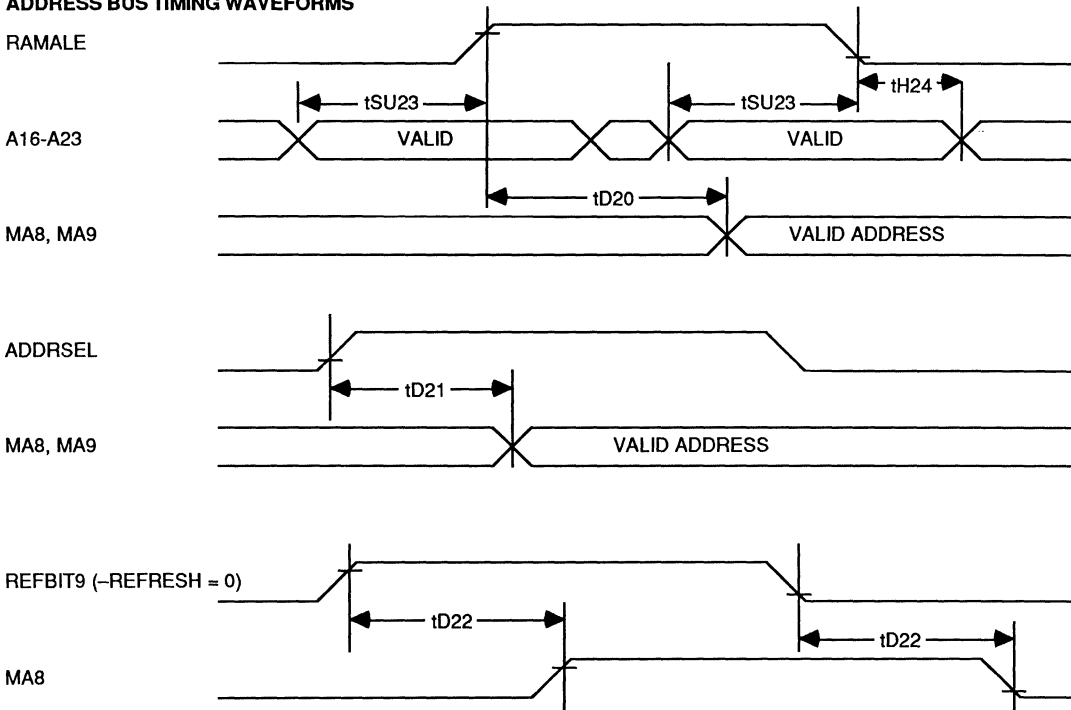 ADDRESS BUS TIMING WAVEFORMS
RAMALE
tSU23
tSU23
tH24
A16-A23
VALID
VALID
tD20
MA8, MA9
VALID ADDRESS
ADDRSEL
tD21
MA8, MA9
VALID ADDRESS
REFBIT9 (–REFRESH = 0)
tD22
tD22
MA8